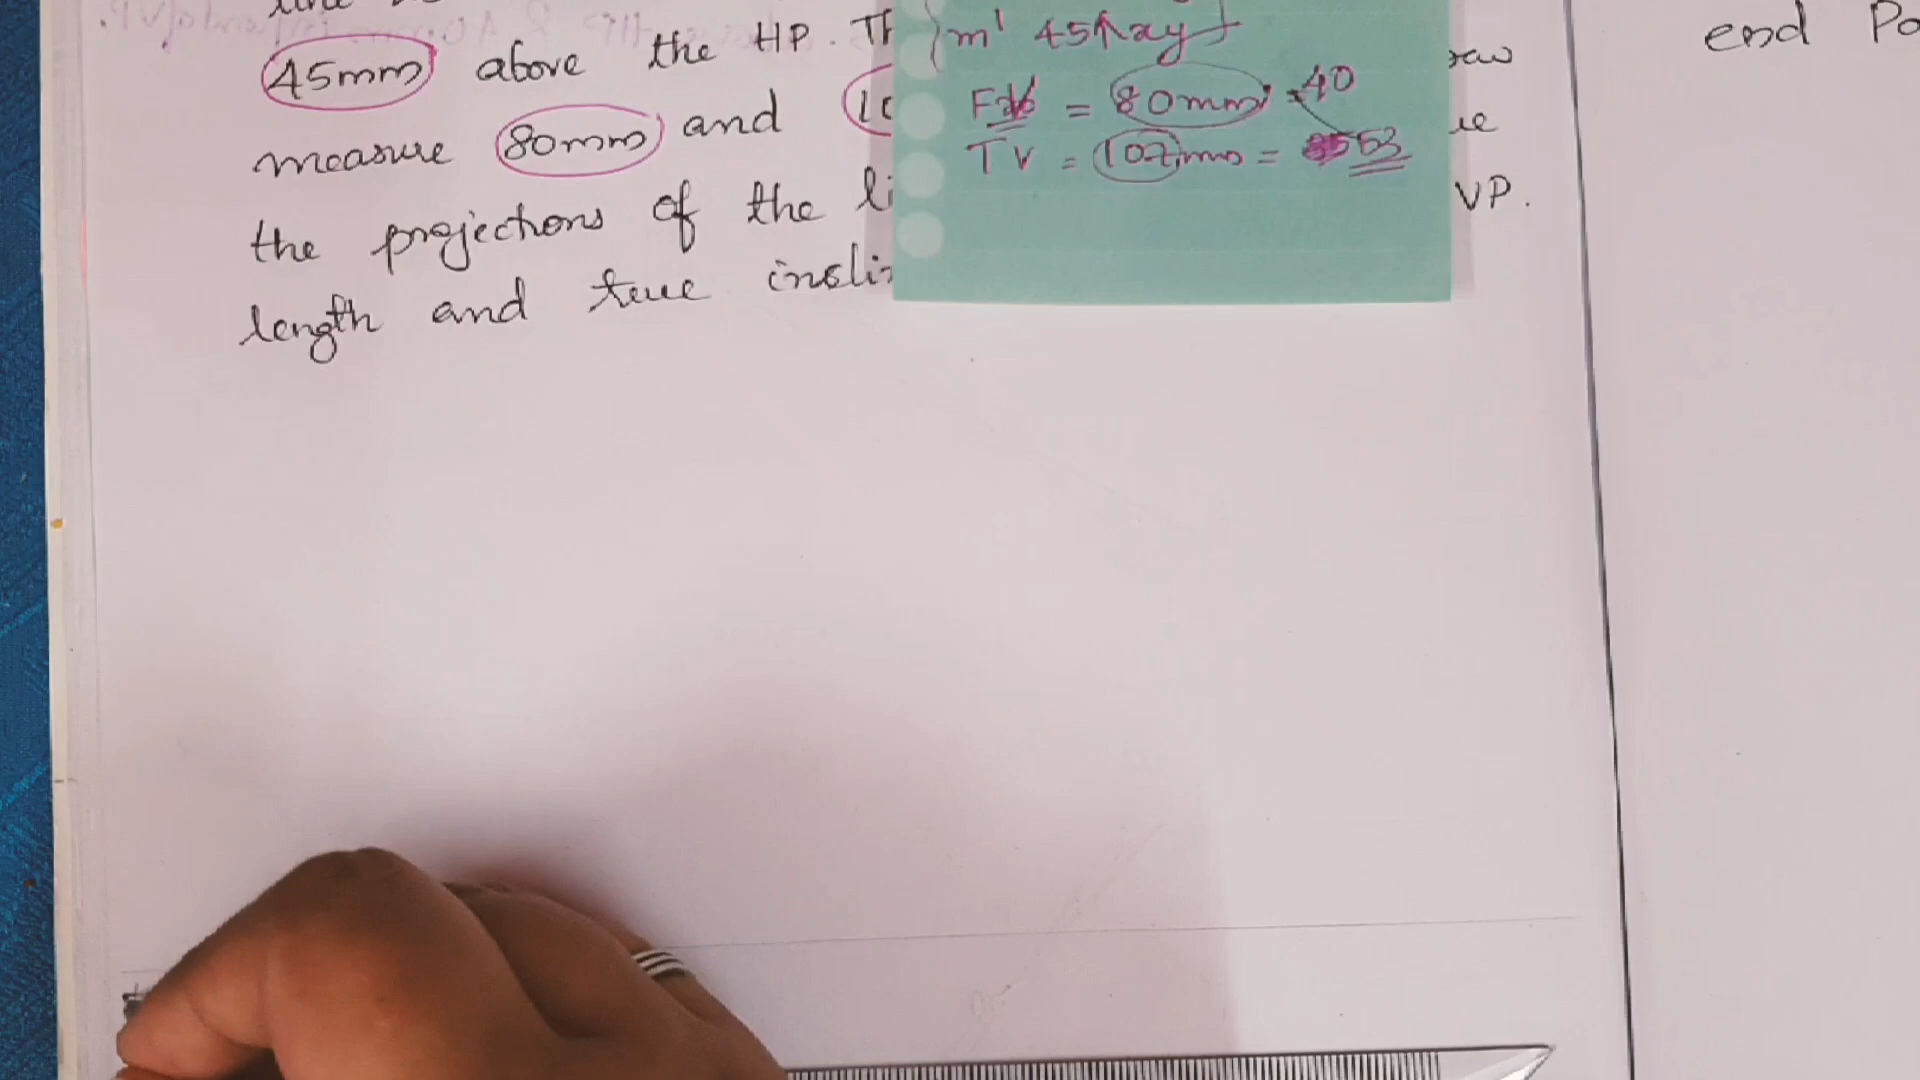 45mm above the HP. Th
measure 80mm and 10
the projections of the li
length and true incli
m' 45↑xy
FV = 80mm 40
TV = 107mm = 53
raw
VP.
end Po